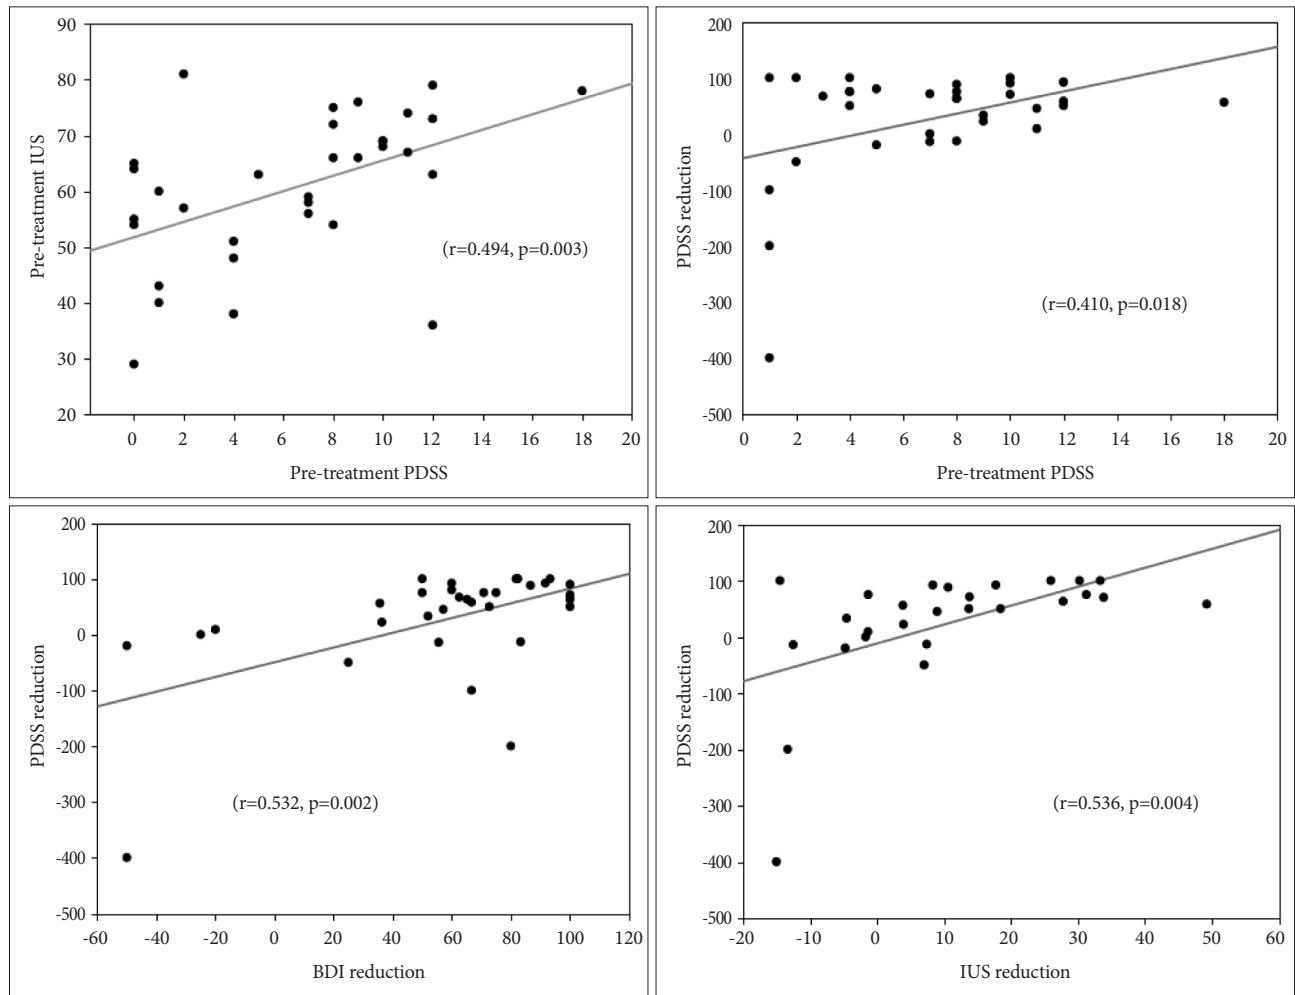 90
80
70
60
50
40
30
20
Pre-treatment IUS
(r=0.494, p=0.003)
0 2 4 6 8 10 12 14 16 18 20
Pre-treatment PDSS
200
100
0
-100
-200
-300
-400
-500
PDSS reduction
(r=0.410, p=0.018)
0 2 4 6 8 10 12 14 16 18 20
Pre-treatment PDSS
200
100
0
-100
-200
-300
-400
-500
PDSS reduction
(r=0.532, p=0.002)
-60 -40 -20 0 20 40 60 80 100 120
BDI reduction
200
100
0
-100
-200
-300
-400
-500
PDSS reduction
(r=0.536, p=0.004)
-20 -10 0 10 20 30 40 50 60
IUS reduction